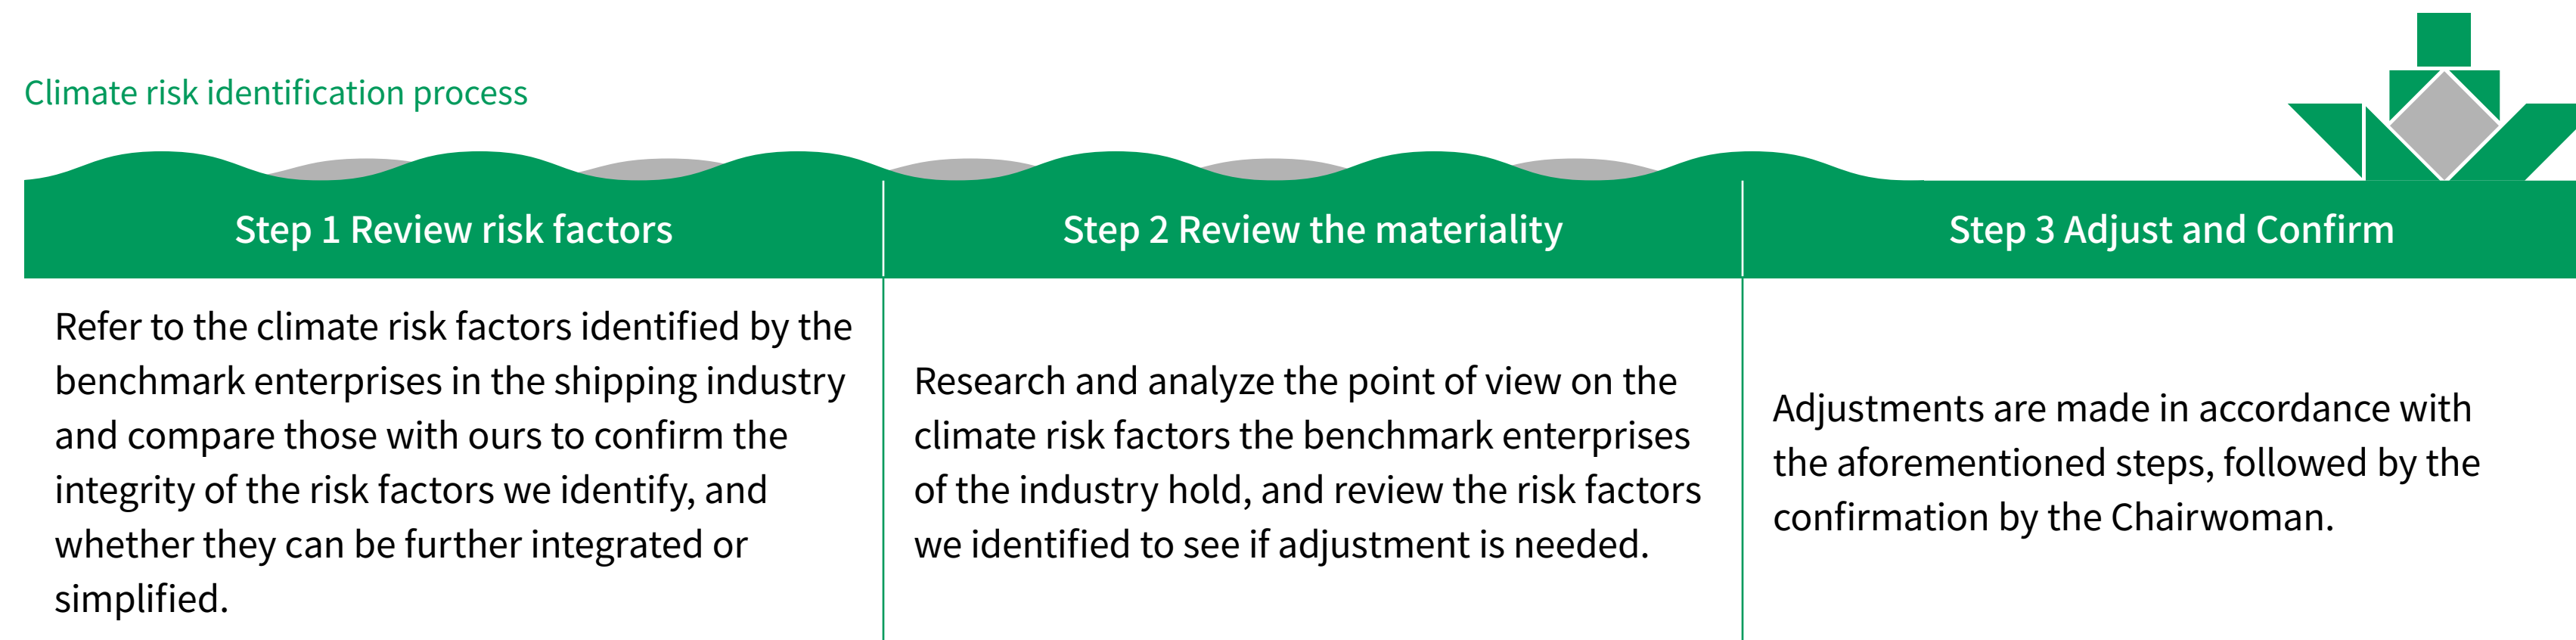 Climate risk identification process
Step 1 Review risk factors
Step 2 Review the materiality
Step 3 Adjust and Confirm
Refer to the climate risk factors identified by the
benchmark enterprises in the shipping industry
and compare those with ours to confirm the
integrity of the risk factors we identify, and
whether they can be further integrated or
simplified.
Research and analyze the point of view on the
climate risk factors the benchmark enterprises
of the industry hold, and review the risk factors
we identified to see if adjustment is needed.
Adjustments are made in accordance with
the aforementioned steps, followed by the
confirmation by the Chairwoman.